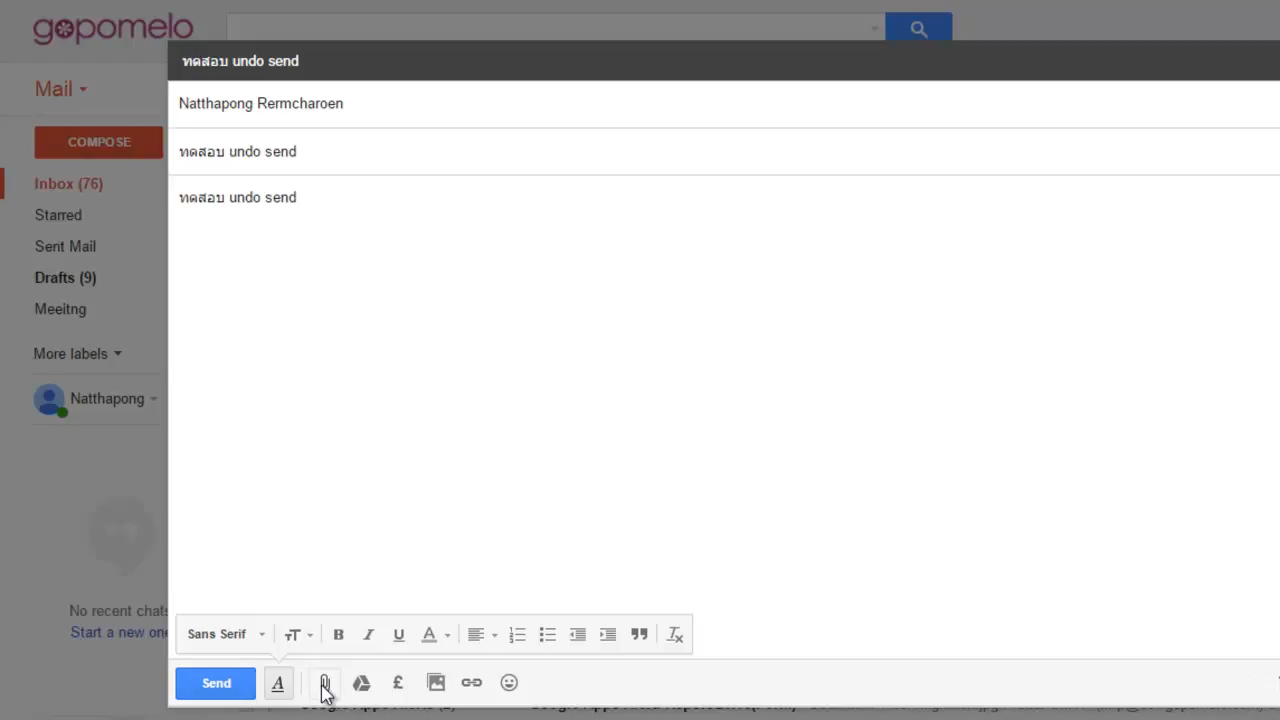 gopomelo
ทดสอบ undo send
Mail
Natthapong Rermcharoen
COMPOSE
ทดสอบ undo send
Inbox (76)
ทดสอบ undo send
Starred
Sent Mail
Drafts (9)
Meeitng
More labels
Natthapong
No recent chats
Start a new one
Sans Serif
Send